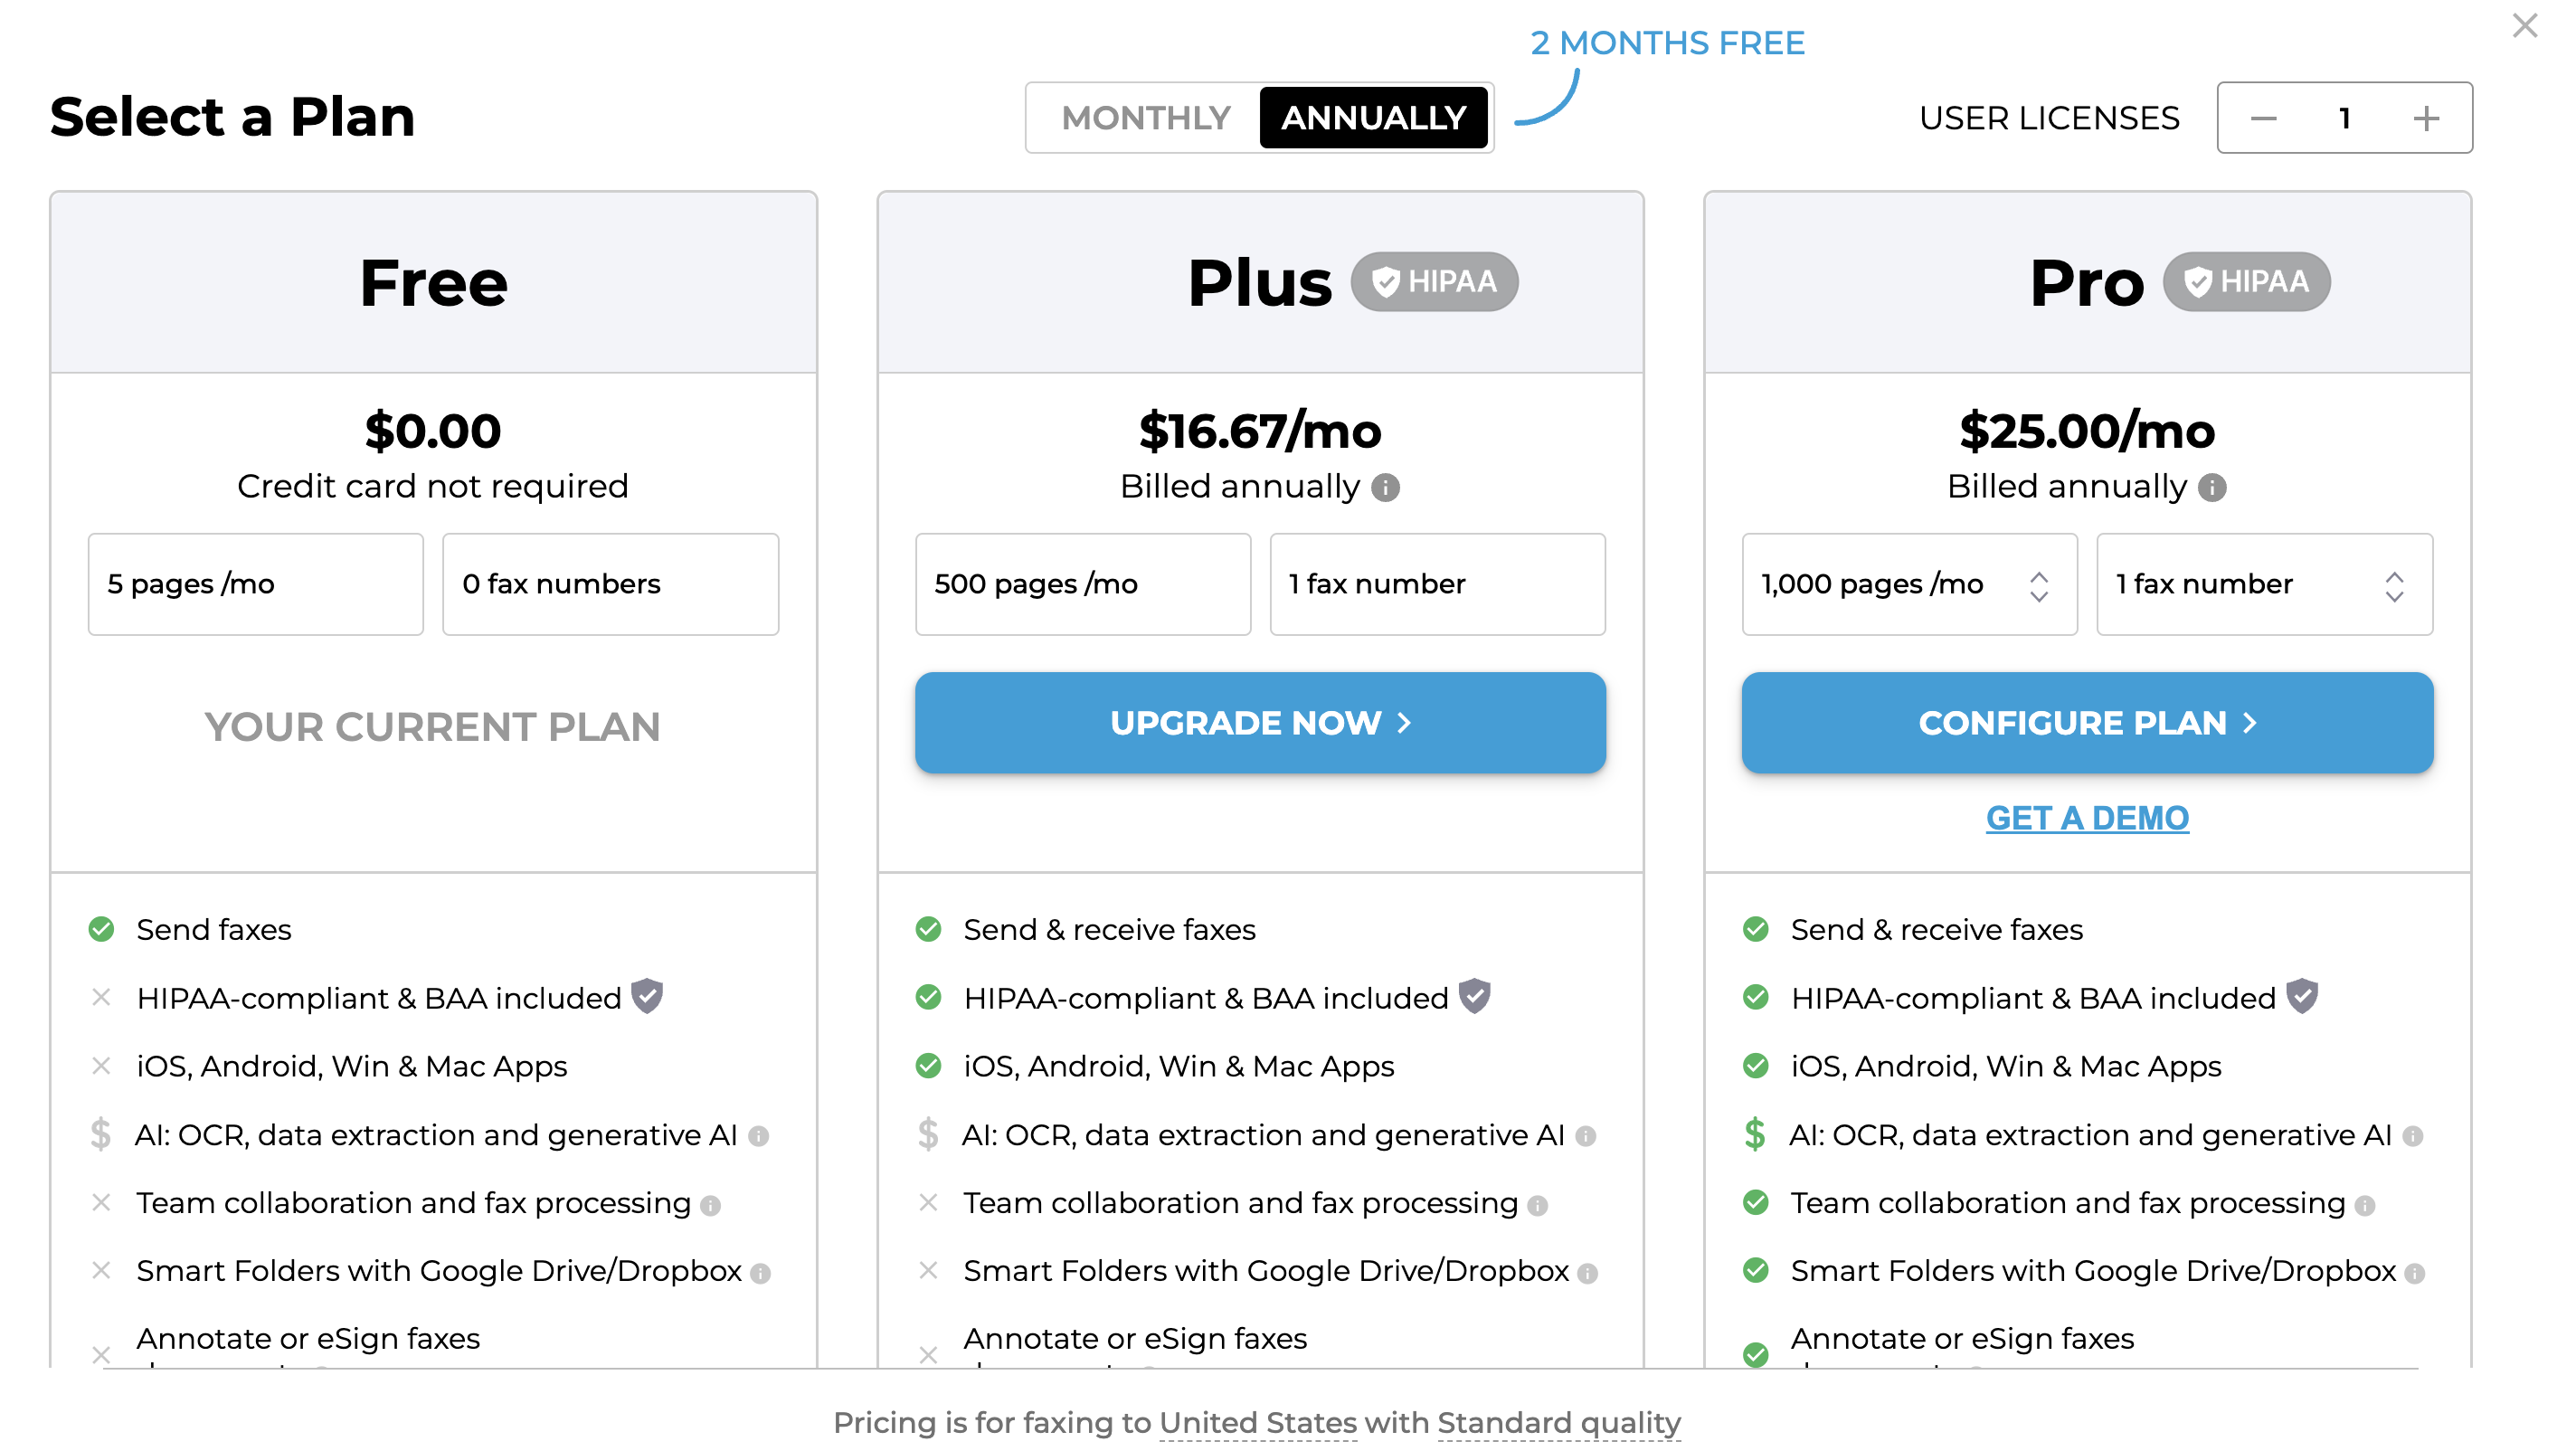 2 MONTHS FREE
Select a Plan
MONTHLY
ANNUALLY
USER LICENSES
1
Free
$0.00
Credit card not required
5 pages /mo
0 fax numbers
YOUR CURRENT PLAN
Send faxes
HIPAA-compliant & BAA included
iOS, Android, Win & Mac Apps
AI: OCR, data extraction and generative AI
Team collaboration and fax processing
Smart Folders with Google Drive/Dropbox
Annotate or eSign faxes
Plus
HIPAA
$16.67/mo
Billed annually
500 pages /mo
1 fax number
UPGRADE NOW
Send & receive faxes
HIPAA-compliant & BAA included
iOS, Android, Win & Mac Apps
AI: OCR, data extraction and generative AI
Team collaboration and fax processing
Smart Folders with Google Drive/Dropbox
Annotate or eSign faxes
Pro
HIPAA
$25.00/mo
Billed annually
1,000 pages /mo
1 fax number
CONFIGURE PLAN
GET A DEMO
Send & receive faxes
HIPAA-compliant & BAA included
iOS, Android, Win & Mac Apps
AI: OCR, data extraction and generative AI
Team collaboration and fax processing
Smart Folders with Google Drive/Dropbox
Annotate or eSign faxes
Pricing is for faxing to United States with Standard quality